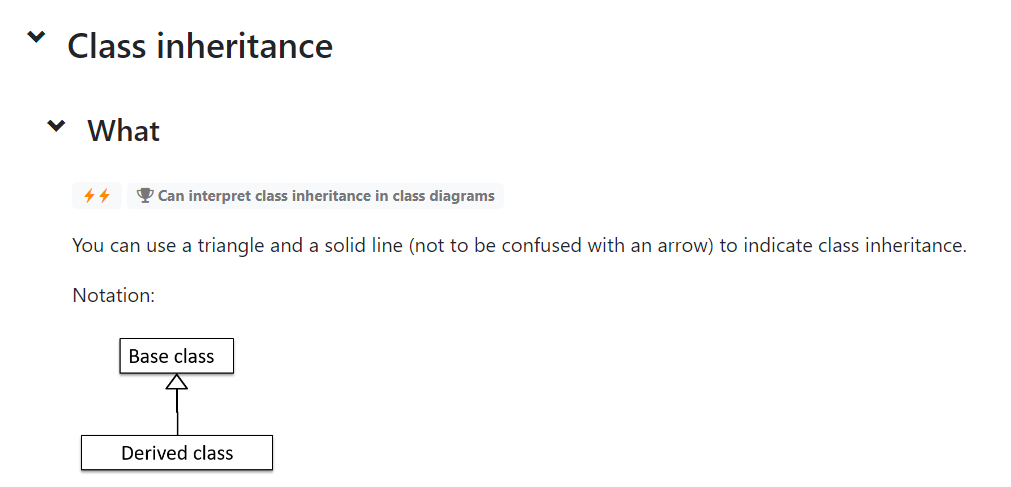 Class inheritance
What
Can interpret class inheritance in class diagrams
You can use a triangle and a solid line (not to be confused with an arrow) to indicate class inheritance.
Notation:
Base class
Derived class